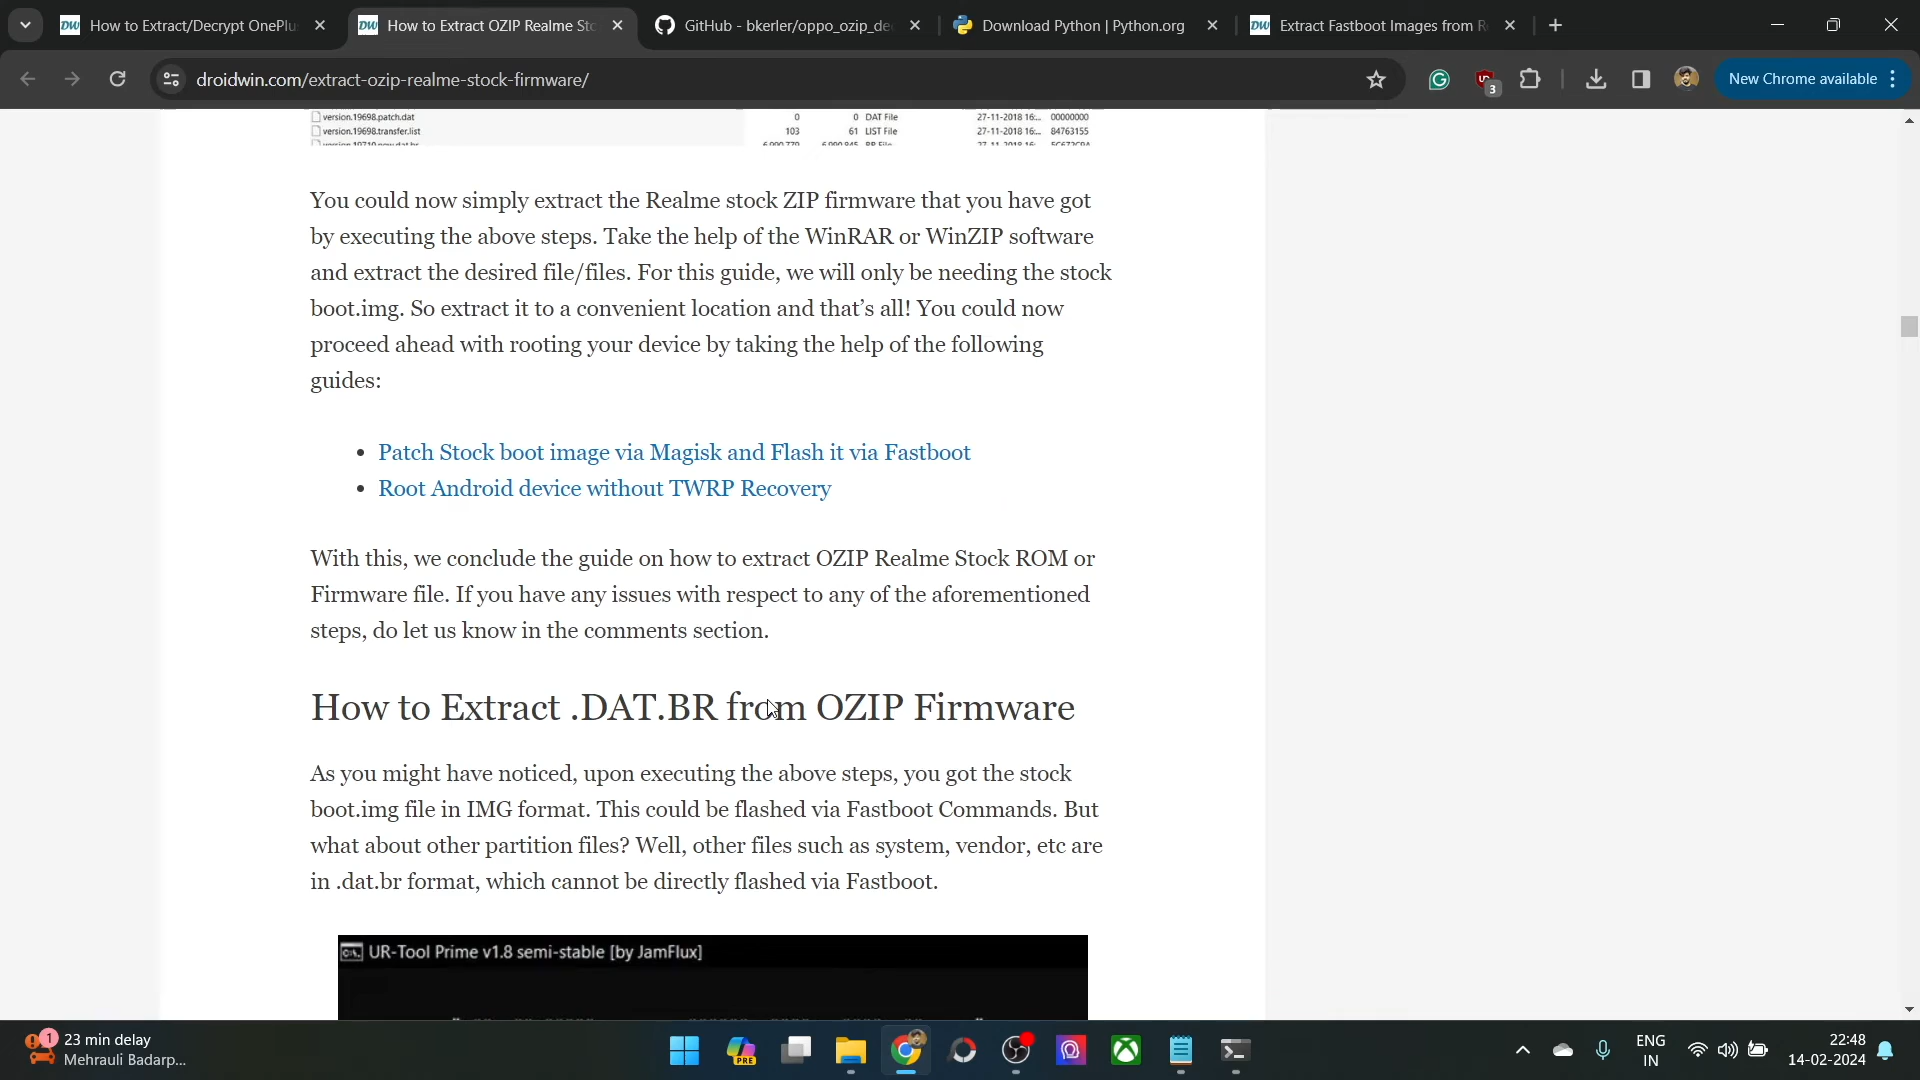 How to Extract/Decrypt OnePlu
How to Extract OZIP Realme Sto
GitHub - bkerler/oppo_ozip_de
Download Python | Python.org
Extract Fastboot Images from R
droidwin.com/extract-ozip-realme-stock-firmware/
3
New Chrome available
version.19698.patch.dat 0 0 DAT File 27-11-2018 16:... 00000000
version.19698.transfer.list 103 61 LIST File 27-11-2018 16:... 84763155
You could now simply extract the Realme stock ZIP firmware that you have got
by executing the above steps. Take the help of the WinRAR or WinZIP software
and extract the desired file/files. For this guide, we will only be needing the stock
boot.img. So extract it to a convenient location and that's all! You could now
proceed ahead with rooting your device by taking the help of the following
guides:
• Patch Stock boot image via Magisk and Flash it via Fastboot
• Root Android device without TWRP Recovery
With this, we conclude the guide on how to extract OZIP Realme Stock ROM or
Firmware file. If you have any issues with respect to any of the aforementioned
steps, do let us know in the comments section.
How to Extract .DAT.BR from OZIP Firmware
As you might have noticed, upon executing the above steps, you got the stock
boot.img file in IMG format. This could be flashed via Fastboot Commands. But
what about other partition files? Well, other files such as system, vendor, etc are
in .dat.br format, which cannot be directly flashed via Fastboot.
UR-Tool Prime v1.8 semi-stable [by JamFlux]
1
23 min delay
Mehrauli Badarp...
PRE
ENG
IN
22:48
14-02-2024